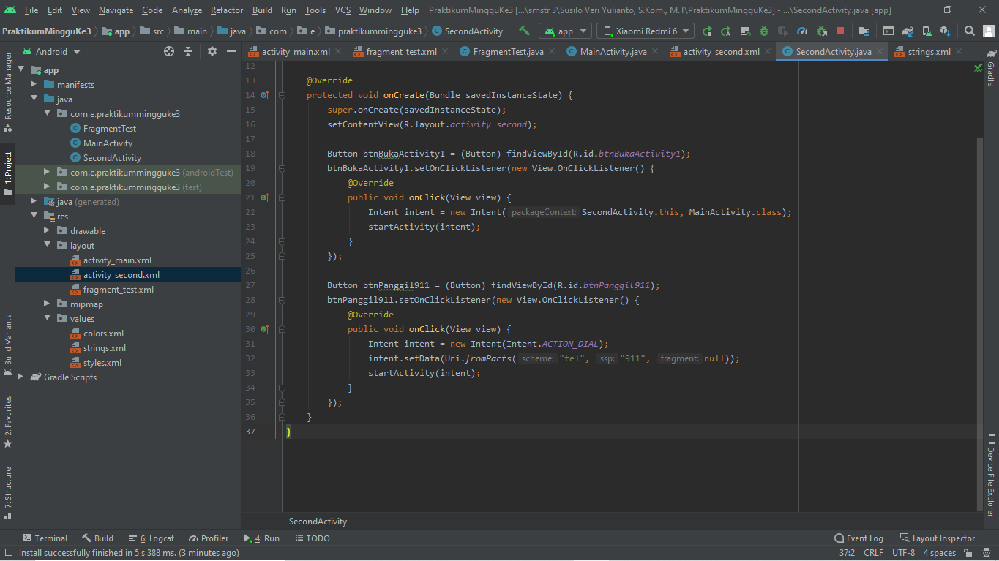 File Edit View Navigate Code Analyze Refactor Build Run Tools VCS Window Help PraktikumMingguKe3 [...\smstr 3\Susilo Veri Yulianto, S.Kom., M.T\PraktikumMingguKe3] - ...\SecondActivity.java [app]
PraktikumMingguKe3 app src main java com e praktikummingguke3 SecondActivity app Xiaomi Redmi 6
Android activity_main.xml fragment_test.xml FragmentTest.java MainActivity.java activity_second.xml SecondActivity.java strings.xml
Resource Manager
1: Project
Build Variants
2: Favorites
7: Structure
app
manifests
java
com.e.praktikummingguke3
FragmentTest
MainActivity
SecondActivity
com.e.praktikummingguke3 (androidTest)
com.e.praktikummingguke3 (test)
java (generated)
res
drawable
layout
activity_main.xml
activity_second.xml
fragment_test.xml
mipmap
values
colors.xml
strings.xml
styles.xml
Gradle Scripts
12
13 @Override
14 protected void onCreate(Bundle savedInstanceState) {
15 super.onCreate(savedInstanceState);
16 setContentView(R.layout.activity_second);
17
18 Button btnBukaActivity1 = (Button) findViewById(R.id.btnBukaActivity1);
19 btnBukaActivity1.setOnClickListener(new View.OnClickListener() {
20 @Override
21 public void onClick(View view) {
22 Intent intent = new Intent( packageContext: SecondActivity.this, MainActivity.class);
23 startActivity(intent);
24 }
25 });
26
27 Button btnPanggil911 = (Button) findViewById(R.id.btnPanggil911);
28 btnPanggil911.setOnClickListener(new View.OnClickListener() {
29 @Override
30 public void onClick(View view) {
31 Intent intent = new Intent(Intent.ACTION_DIAL);
32 intent.setData(Uri.fromParts( scheme: "tel", ssp: "911", fragment: null));
33 startActivity(intent);
34 }
35 });
36 }
37 }
Gradle
Device File Explorer
SecondActivity
Terminal Build 6: Logcat Profiler 4: Run TODO Event Log Layout Inspector
Install successfully finished in 5 s 388 ms. (3 minutes ago) 37:2 CRLF UTF-8 4 spaces